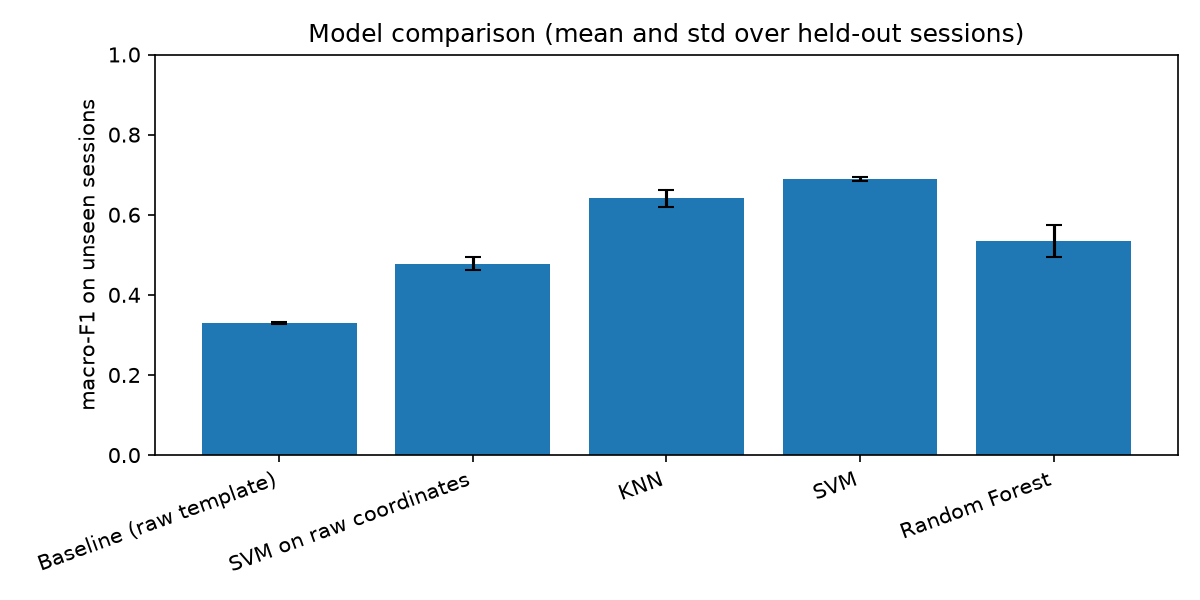 Model comparison (mean and std over held-out sessions)
macro-F1 on unseen sessions
1.0
0.8
0.6
0.4
0.2
0.0
Baseline (raw template)
SVM on raw coordinates
KNN
SVM
Random Forest